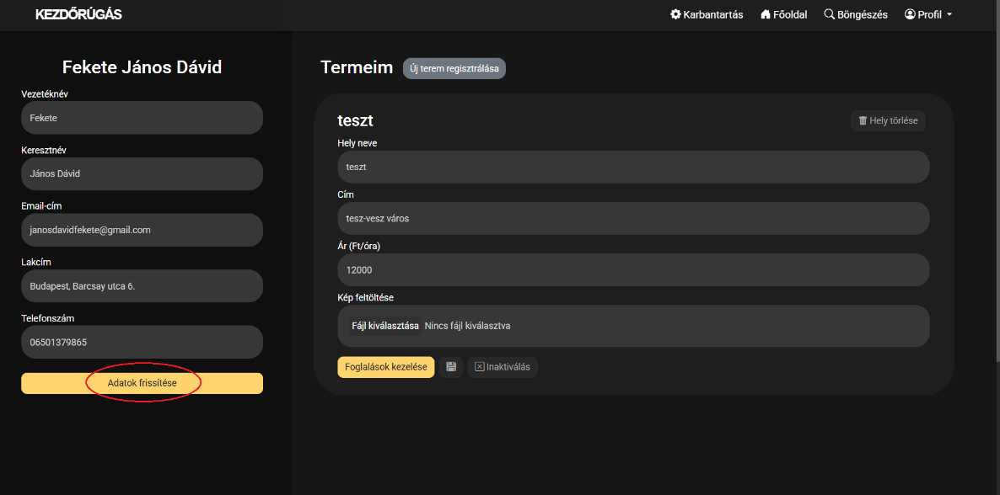 KEZDŐRÚGÁS
Karbantartás Főoldal Böngészés Profil
Fekete János Dávid
Vezetéknév
Fekete
Keresztnév
János Dávid
Email-cím
janosdavidfekete@gmail.com
Lakcím
Budapest, Barcsay utca 6.
Telefonszám
06501379865
Adatok frissítése
Termeim Új terem regisztrálása
teszt Hely törlése
Hely neve
teszt
Cím
tesz-vesz város
Ár (Ft/óra)
12000
Kép feltöltése
Fájl kiválasztása Nincs fájl kiválasztva
Foglalások kezelése Inaktiválás